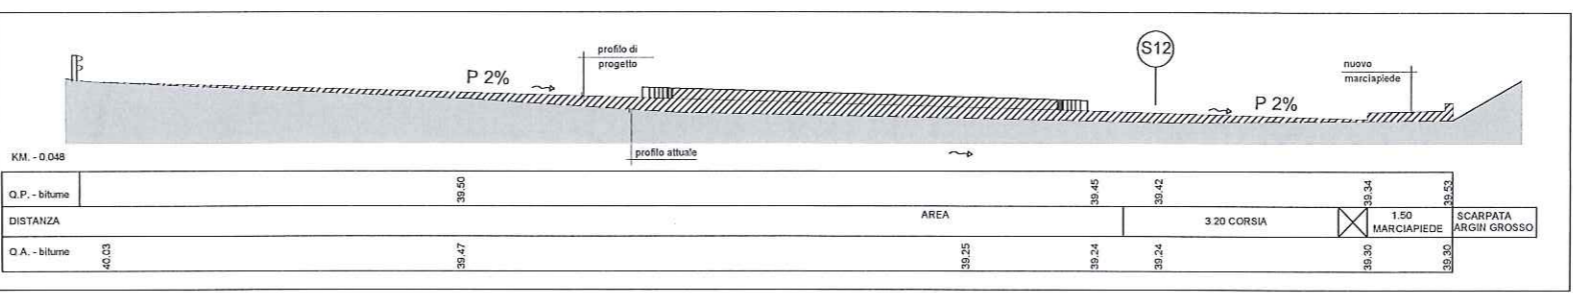 S12
profilo di
progetto
P 2%
nuovo
marciapiede
P 2%
profilo attuale
KM. - 0.048
Q.P. - bitume 39.50 39.45 39.42 39.34 39.53
DISTANZA AREA 3.20 CORSIA 1.50 MARCIAPIEDE SCARPATA ARGIN GROSSO
Q.A. - bitume 40.03 39.47 39.25 39.24 39.24 39.30 39.30